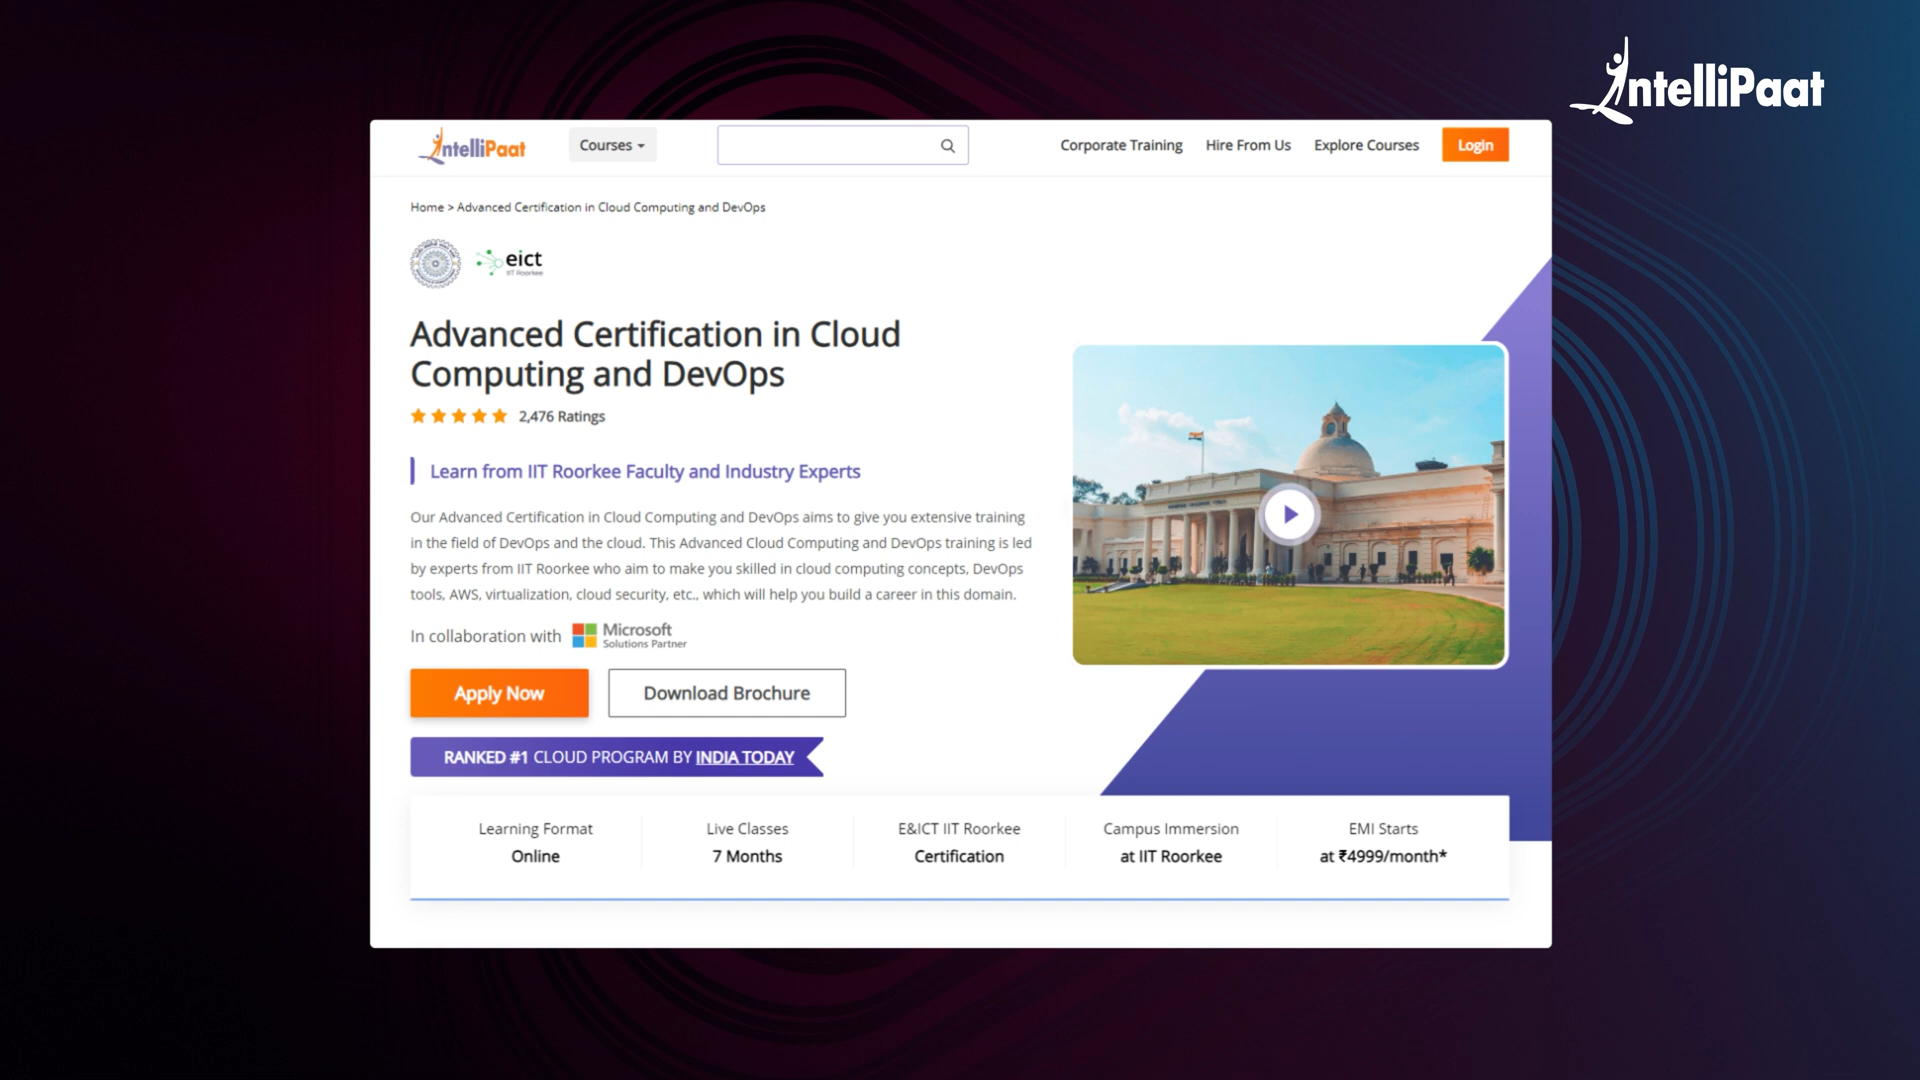 IntelliPaat
IntelliPaat
Courses
Corporate Training
Hire From Us
Explore Courses
Login
Home > Advanced Certification in Cloud Computing and DevOps
eict
IIT Roorkee
Advanced Certification in Cloud
Computing and DevOps
2,476 Ratings
Learn from IIT Roorkee Faculty and Industry Experts
Our Advanced Certification in Cloud Computing and DevOps aims to give you extensive training
in the field of DevOps and the cloud. This Advanced Cloud Computing and DevOps training is led
by experts from IIT Roorkee who aim to make you skilled in cloud computing concepts, DevOps
tools, AWS, virtualization, cloud security, etc., which will help you build a career in this domain.
In collaboration with
Microsoft
Solutions Partner
Apply Now
Download Brochure
RANKED #1 CLOUD PROGRAM BY INDIA TODAY
Learning Format
Online
Live Classes
7 Months
E&ICT IIT Roorkee
Certification
Campus Immersion
at IIT Roorkee
EMI Starts
at ₹4999/month*